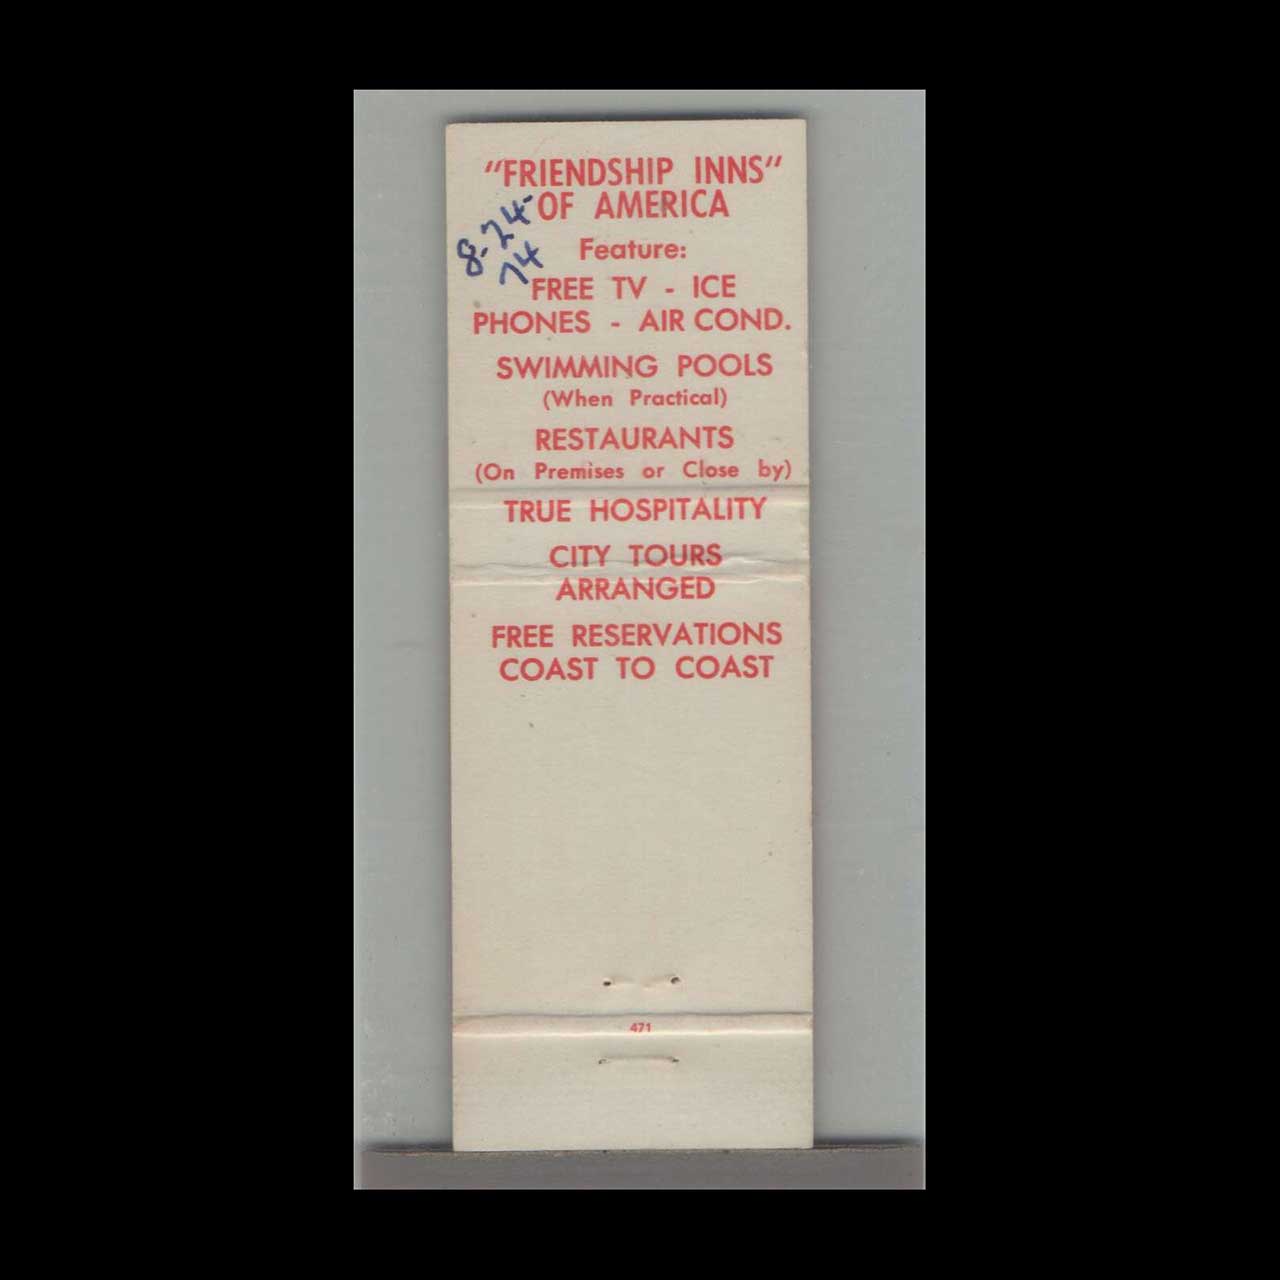 "FRIENDSHIP INNS"
OF AMERICA
8-24-
74
Feature:
FREE TV - ICE
PHONES - AIR COND.
SWIMMING POOLS
(When Practical)
RESTAURANTS
(On Premises or Close by)
TRUE HOSPITALITY
CITY TOURS
ARRANGED
FREE RESERVATIONS
COAST TO COAST
471